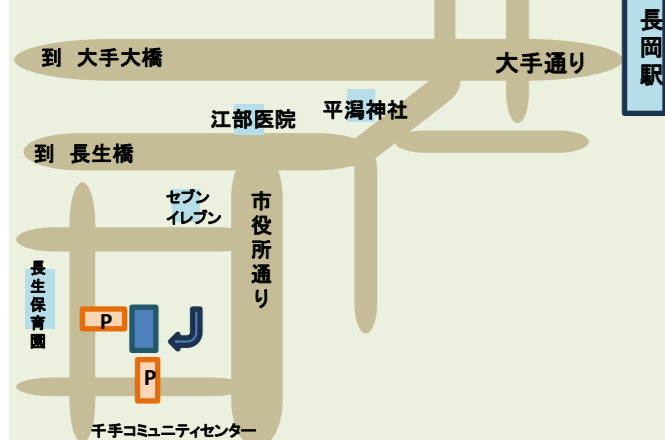 長岡駅
到 大手大橋
大手通り
江部医院
平潟神社
到 長生橋
セブン
イレブン
市役所通り
長生保育園
P
P
千手コミュニティセンター